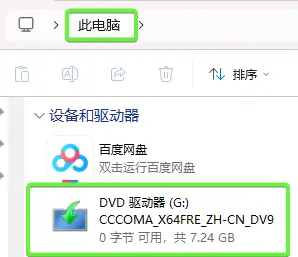 此电脑
排序
设备和驱动器
百度网盘
双击运行百度网盘
DVD 驱动器 (G:)
CCCOMA_X64FRE_ZH-CN_DV9
0 字节 可用，共 7.24 GB